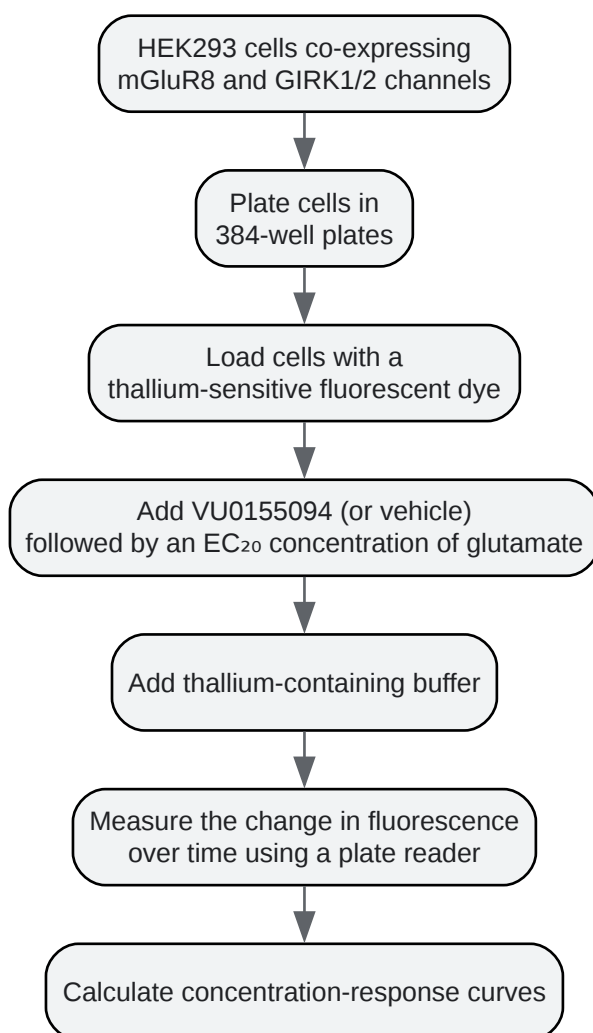 HEK293 cells co-expressing
mGluR8 and GIRK1/2 channels
Plate cells in
384-well plates
Load cells with a
thallium-sensitive fluorescent dye
Add VU0155094 (or vehicle)
followed by an EC₂₀ concentration of glutamate
Add thallium-containing buffer
Measure the change in fluorescence
over time using a plate reader
Calculate concentration-response curves